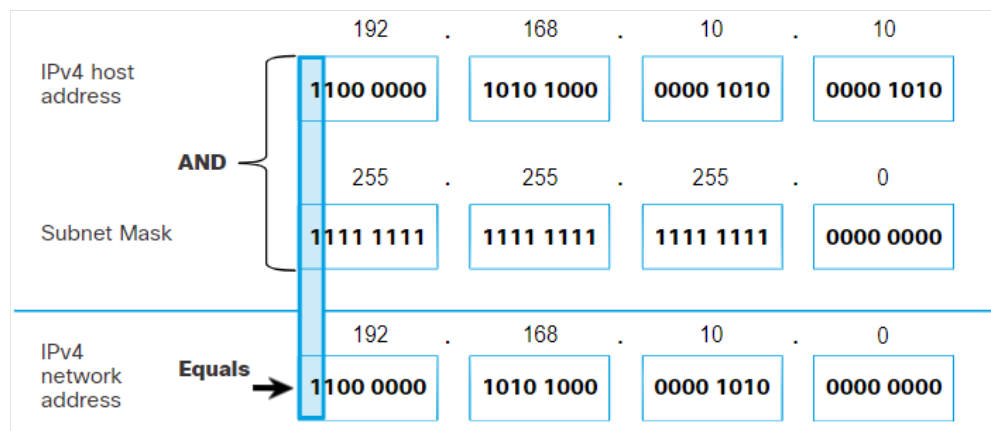 192 . 168 . 10 . 10
IPv4 host
address
1100 0000 1010 1000 0000 1010 0000 1010
AND
255 . 255 . 255 . 0
Subnet Mask
1111 1111 1111 1111 1111 1111 0000 0000
192 . 168 . 10 . 0
IPv4
network
address
Equals
1100 0000 1010 1000 0000 1010 0000 0000